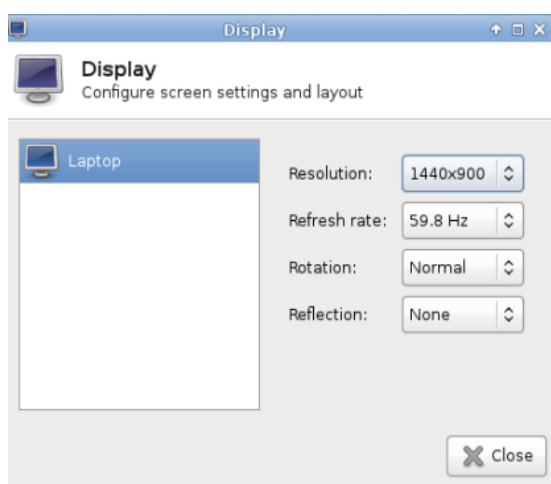 Display
Display
Configure screen settings and layout
Laptop
Resolution: 1440x900
Refresh rate: 59.8 Hz
Rotation: Normal
Reflection: None
Close